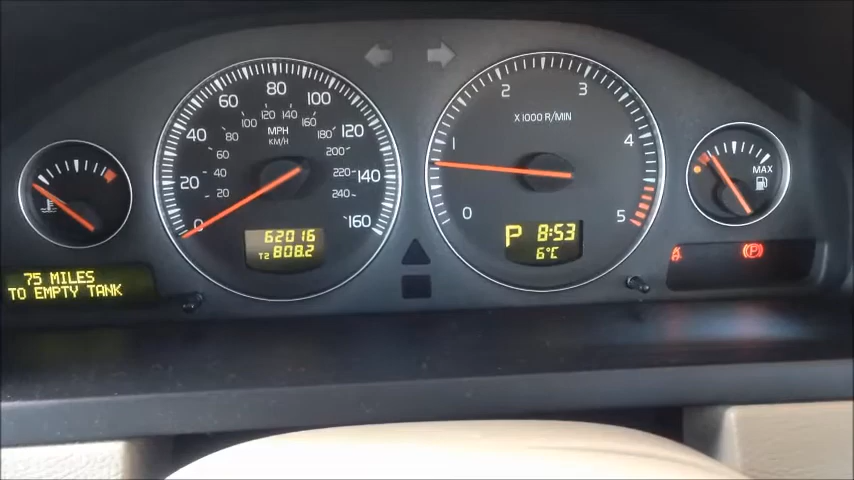 75 MILES
TO EMPTY TANK
0
20
40
60
80
100
120
140
160
20
40
60
80
100
120
140
160
180
200
220
240
MPH
KM/H
62016
T2 808.2
0
1
2
3
4
5
X1000 R/MIN
P 8:53
6°C
MAX
P